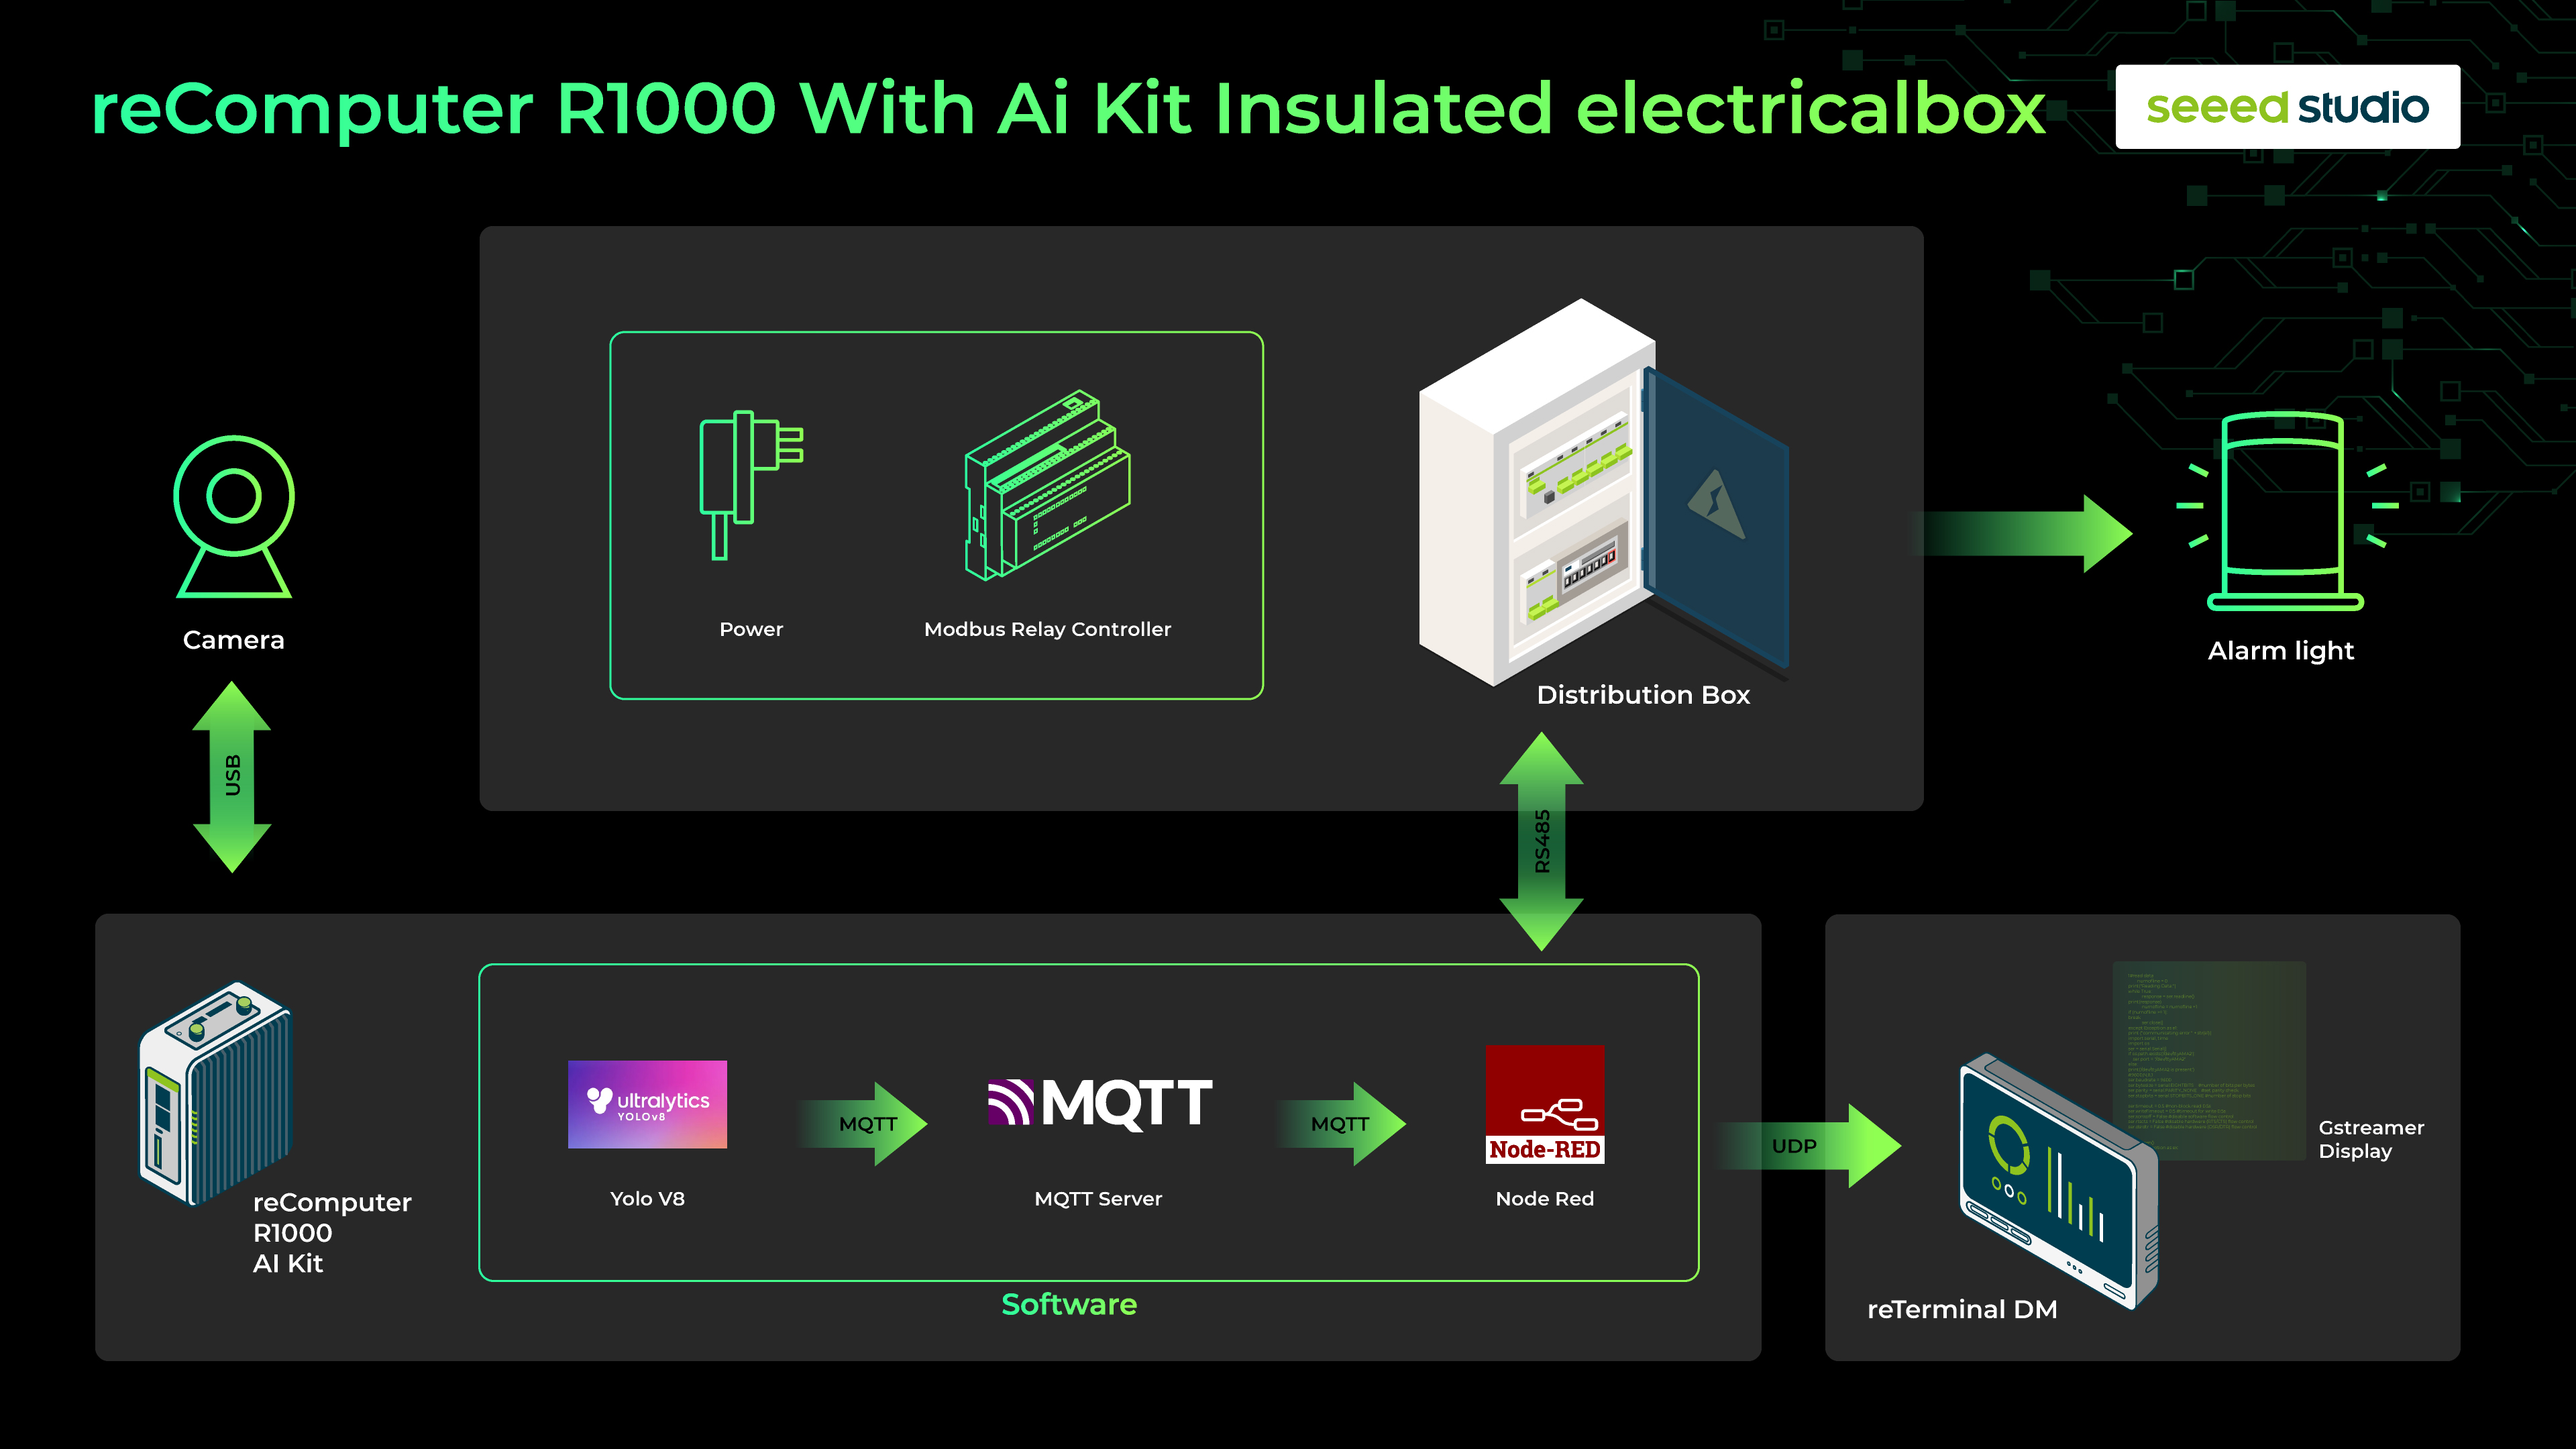 reComputer R1000 With Ai Kit Insulated electricalbox
seeed studio
Camera
USB
Power
Modbus Relay Controller
Distribution Box
Alarm light
RS485
reComputer
R1000
AI Kit
ultralytics
YOLOv8
Yolo V8
MQTT
MQTT
MQTT Server
MQTT
Node-RED
Node Red
Software
UDP
Gstreamer
Display
reTerminal DM